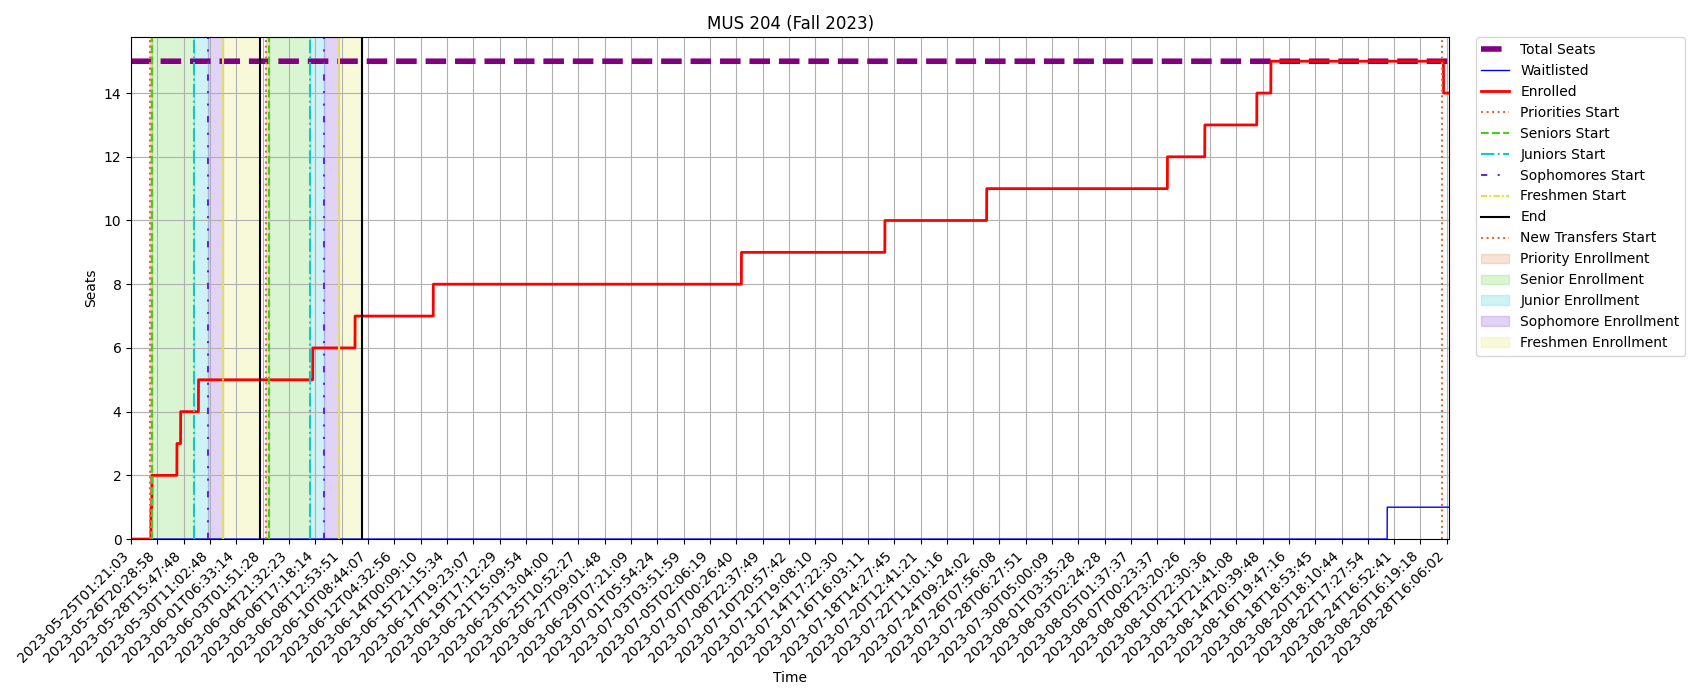 MUS 204 (Fall 2023)
Seats
14
12
10
8
6
4
2
0
2023-05-25T01:21:03
2023-05-26T20:28:58
2023-05-28T15:47:48
2023-05-30T11:02:48
2023-06-01T06:33:14
2023-06-03T01:51:28
2023-06-04T21:32:23
2023-06-06T17:18:14
2023-06-08T12:53:51
2023-06-10T08:44:07
2023-06-12T04:32:56
2023-06-14T00:09:10
2023-06-15T21:15:34
2023-06-17T19:23:07
2023-06-19T17:12:29
2023-06-21T15:09:54
2023-06-23T13:04:00
2023-06-25T10:52:27
2023-06-27T09:01:48
2023-06-29T07:21:09
2023-07-01T05:54:24
2023-07-03T03:51:59
2023-07-05T02:06:19
2023-07-07T00:26:40
2023-07-08T22:37:49
2023-07-10T20:57:42
2023-07-12T19:08:10
2023-07-14T17:22:30
2023-07-16T16:03:11
2023-07-18T14:27:45
2023-07-20T12:41:21
2023-07-22T11:01:16
2023-07-24T09:24:02
2023-07-26T07:56:08
2023-07-28T06:27:51
2023-07-30T05:00:09
2023-08-01T03:35:28
2023-08-03T02:24:28
2023-08-05T01:37:37
2023-08-07T00:23:37
2023-08-08T23:20:26
2023-08-10T22:30:36
2023-08-12T21:41:08
2023-08-14T20:39:48
2023-08-16T19:47:16
2023-08-18T18:53:45
2023-08-20T18:10:44
2023-08-22T17:27:54
2023-08-24T16:52:41
2023-08-26T16:19:18
2023-08-28T16:06:02
Time
Total Seats
Waitlisted
Enrolled
Priorities Start
Seniors Start
Juniors Start
Sophomores Start
Freshmen Start
End
New Transfers Start
Priority Enrollment
Senior Enrollment
Junior Enrollment
Sophomore Enrollment
Freshmen Enrollment